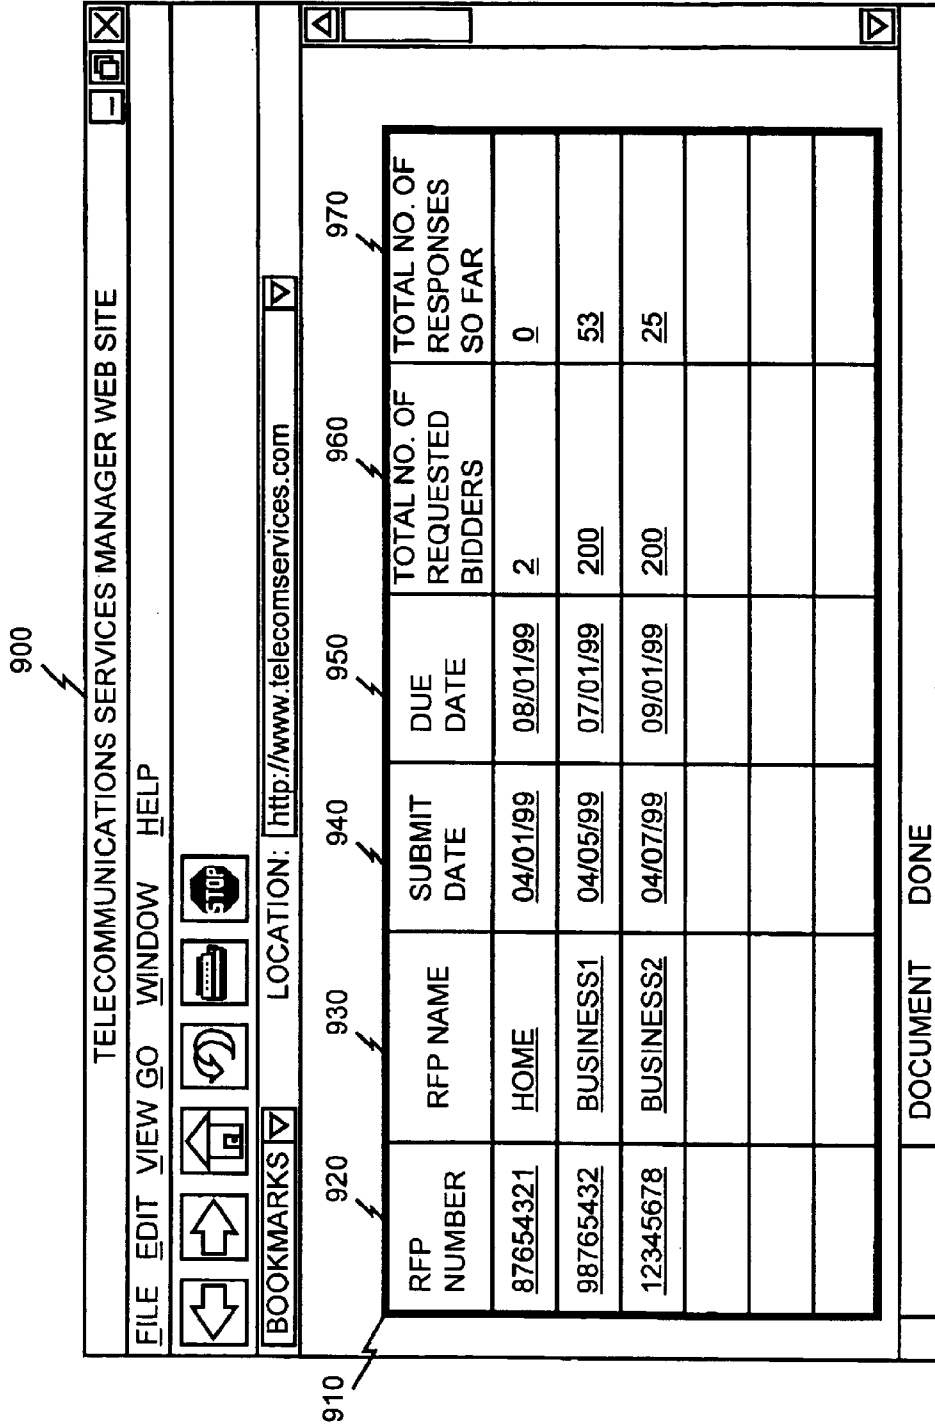 900
TELECOMMUNICATIONS SERVICES MANAGER WEB SITE
FILE EDIT VIEW GO WINDOW HELP
STOP
BOOKMARKS LOCATION: http://www.telecomservices.com
910 920 930 940 950 960 970
RFP NUMBER RFP NAME SUBMIT DATE DUE DATE TOTAL NO. OF REQUESTED BIDDERS TOTAL NO. OF RESPONSES SO FAR
87654321 HOME 04/01/99 08/01/99 2 0
98765432 BUSINESS1 04/05/99 07/01/99 200 53
12345678 BUSINESS2 04/07/99 09/01/99 200 25
DOCUMENT DONE